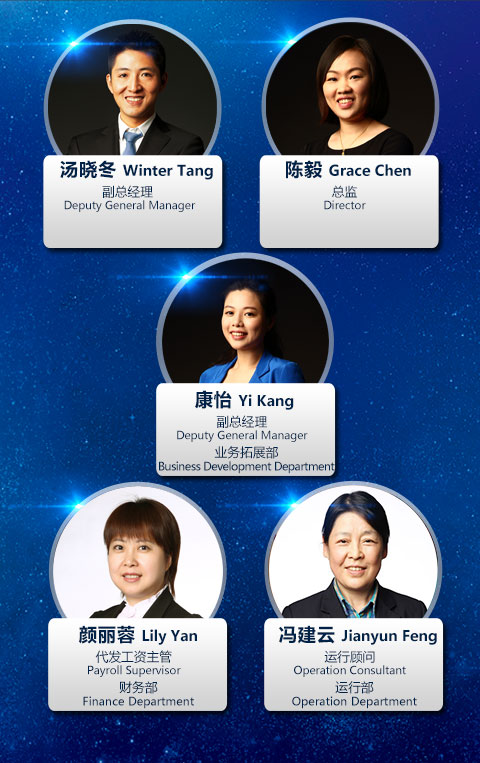 汤晓冬 Winter Tang
副总经理
Deputy General Manager
陈毅 Grace Chen
总监
Director
康怡 Yi Kang
副总经理
Deputy General Manager
业务拓展部
Business Development Department
颜丽蓉 Lily Yan
代发工资主管
Payroll Supervisor
财务部
Finance Department
冯建云 Jianyun Feng
运行顾问
Operation Consultant
运行部
Operation Department